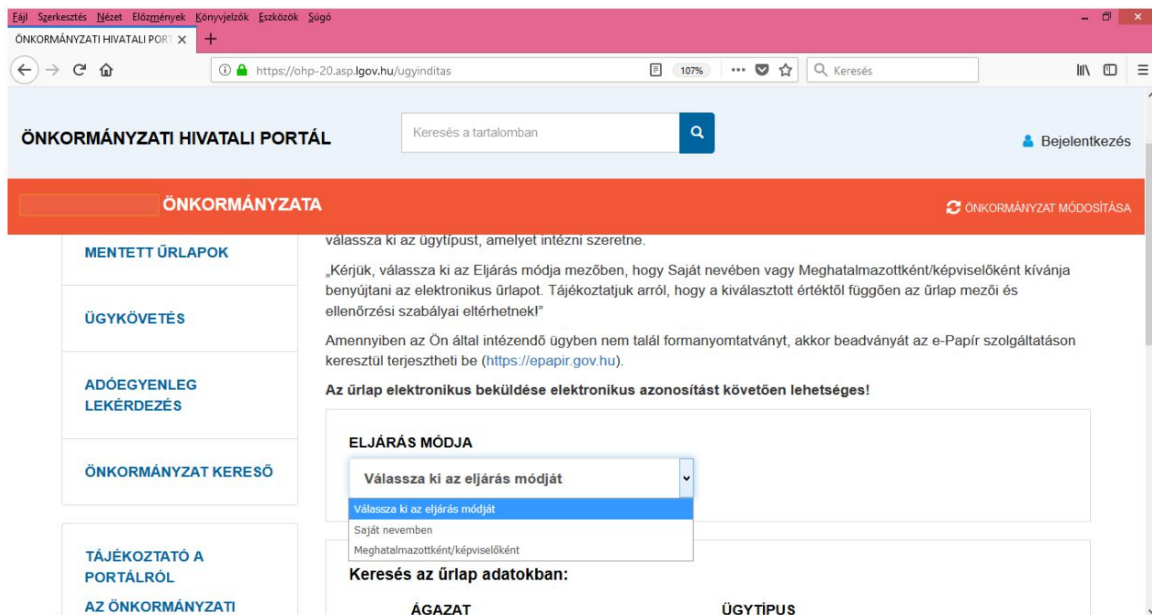 Fájl Szerkesztés Nézet Előzmények Könyvjelzők Eszközök Súgó
ÖNKORMÁNYZATI HIVATALI PORT
https://ohp-20.asp.lgov.hu/ugyinditas
107%
Keresés
ÖNKORMÁNYZATI HIVATALI PORTÁL
Keresés a tartalomban
Bejelentkezés
ÖNKORMÁNYZATA
ÖNKORMÁNYZAT MÓDOSÍTÁSA
MENTETT ŰRLAPOK
ÜGYKÖVETÉS
ADÓEGYENLEG
LEKÉRDEZÉS
ÖNKORMÁNYZAT KERESŐ
TÁJÉKOZTATÓ A
PORTÁLRÓL
AZ ÖNKORMÁNYZATI
válassza ki az ügytípust, amelyet intézni szeretne.
„Kérjük, válassza ki az Eljárás módja mezőben, hogy Saját nevében vagy Meghatalmazottként/képviselőként kívánja
benyújtani az elektronikus űrlapot. Tájékoztatjuk arról, hogy a kiválasztott értéktől függően az űrlap mezői és
ellenőrzési szabályai eltérhetnek!”
Amennyiben az Ön által intézendő ügyben nem talál formanyomtatványt, akkor beadványát az e-Papír szolgáltatáson
keresztül terjesztheti be (https://epapir.gov.hu).
Az űrlap elektronikus beküldése elektronikus azonosítást követően lehetséges!
ELJÁRÁS MÓDJA
Válassza ki az eljárás módját
Válassza ki az eljárás módját
Saját nevemben
Meghatalmazottként/képviselőként
Keresés az űrlap adatokban:
ÁGAZAT
ÜGYTÍPUS